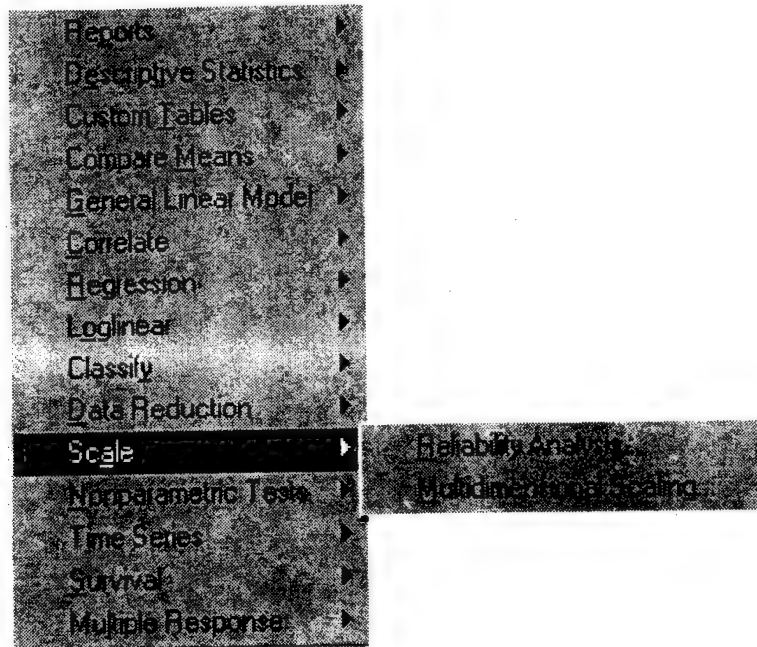 Reports
Descriptive Statistics
Custom Tables
Compare Means
General Linear Model
Correlate
Regression
Loglinear
Classify
Data Reduction
Scale
Reliability Analysis...
Multidimensional Scaling...
Nonparametric Tests
Time Series
Survival
Multiple Response